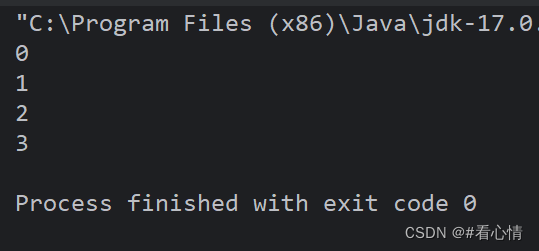 "C:\Program Files (x86)\Java\jdk-17.0.
0
1
2
3
Process finished with exit code 0
CSDN @#看心情